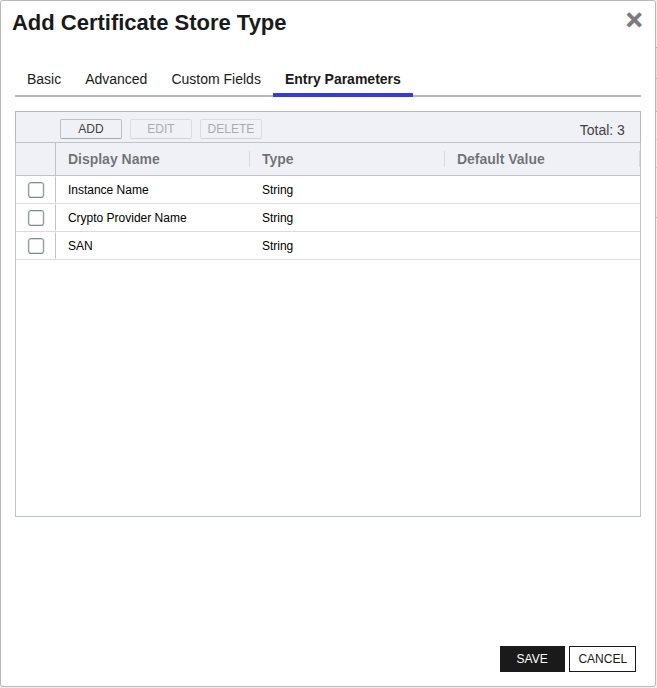 Add Certificate Store Type
Basic Advanced Custom Fields Entry Parameters
ADD EDIT DELETE Total: 3
Display Name Type Default Value
Instance Name String
Crypto Provider Name String
SAN String
SAVE CANCEL